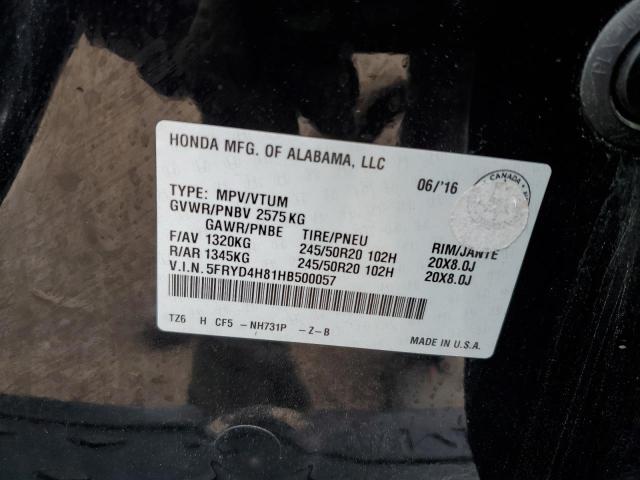 HONDA MFG. OF ALABAMA, LLC
06/'16
CANADA
TYPE: MPV/VTUM
GVWR/PNBV 2575KG
GAWR/PNBE TIRE/PNEU RIM/JANTE
F/AV 1320KG 245/50R20 102H 20X8.0J
R/AR 1345KG 245/50R20 102H 20X8.0J
V.I.N. 5FRYD4H81HB500057
TZ6 H CF5 -NH731P -Z-B
MADE IN U.S.A.